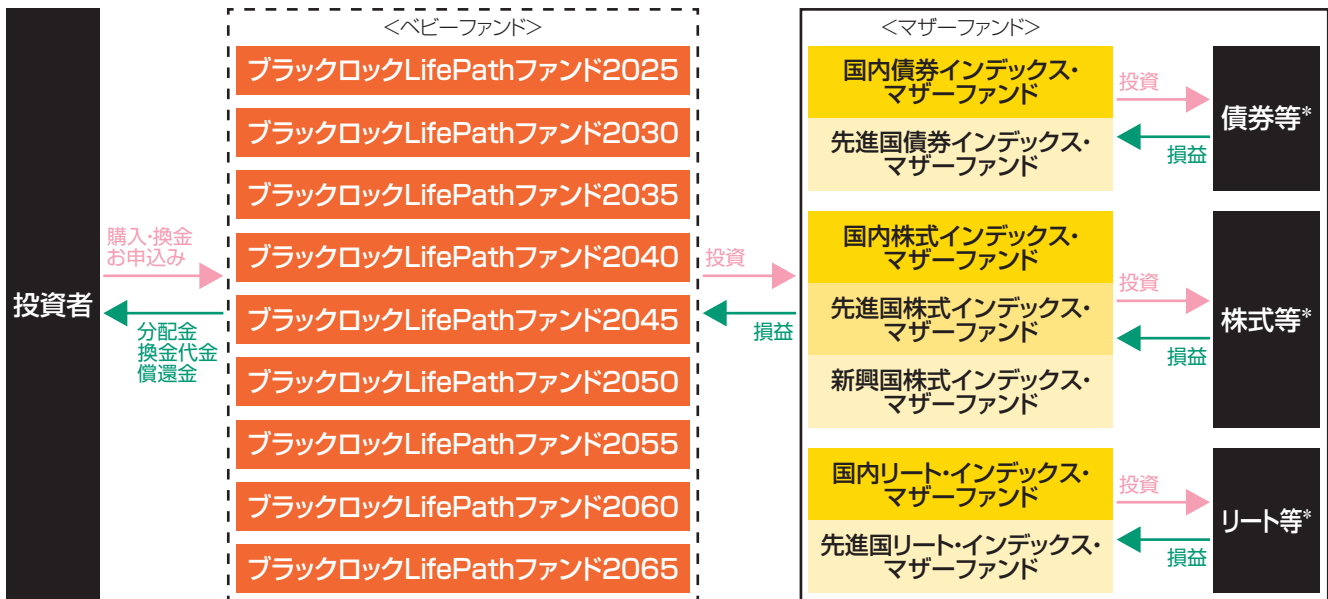 投資者
購入・換金
お申込み
分配金
換金代金
償還金
<ベビーファンド>
ブラックロックLifePathファンド2025
ブラックロックLifePathファンド2030
ブラックロックLifePathファンド2035
ブラックロックLifePathファンド2040
ブラックロックLifePathファンド2045
ブラックロックLifePathファンド2050
ブラックロックLifePathファンド2055
ブラックロックLifePathファンド2060
ブラックロックLifePathファンド2065
投資
損益
<マザーファンド>
国内債券インデックス・
マザーファンド
先進国債券インデックス・
マザーファンド
投資
損益
債券等*
国内株式インデックス・
マザーファンド
先進国株式インデックス・
マザーファンド
新興国株式インデックス・
マザーファンド
投資
損益
株式等*
国内リート・インデックス・
マザーファンド
先進国リート・インデックス・
マザーファンド
投資
損益
リート等*